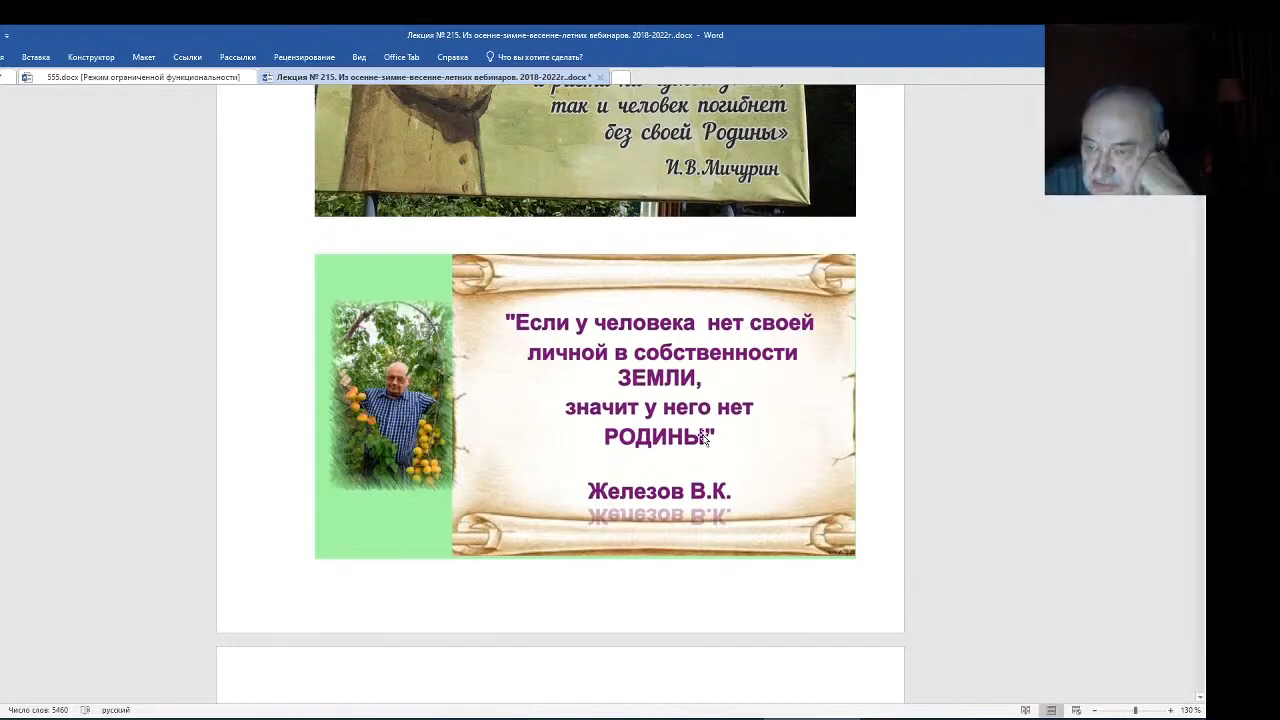 Лекция № 215. Из осенне-зимне-весенне-летних вебинаров. 2018-2022г..docx - Word
Вставка Конструктор Макет Ссылки Рассылки Рецензирование Вид Office Tab Справка Что вы хотите сделать?
555.docx [Режим ограниченной функциональности] Лекция № 215. Из осенне-зимне-весенне-летних вебинаров. 2018-2022г..docx *
так и человек погибнет
без своей Родины»
И.В.Мичурин
"Если у человека нет своей
личной в собственности
ЗЕМЛИ,
значит у него нет
РОДИНЫ"
Железов В.К.
Число слов: 5460 русский 130 %